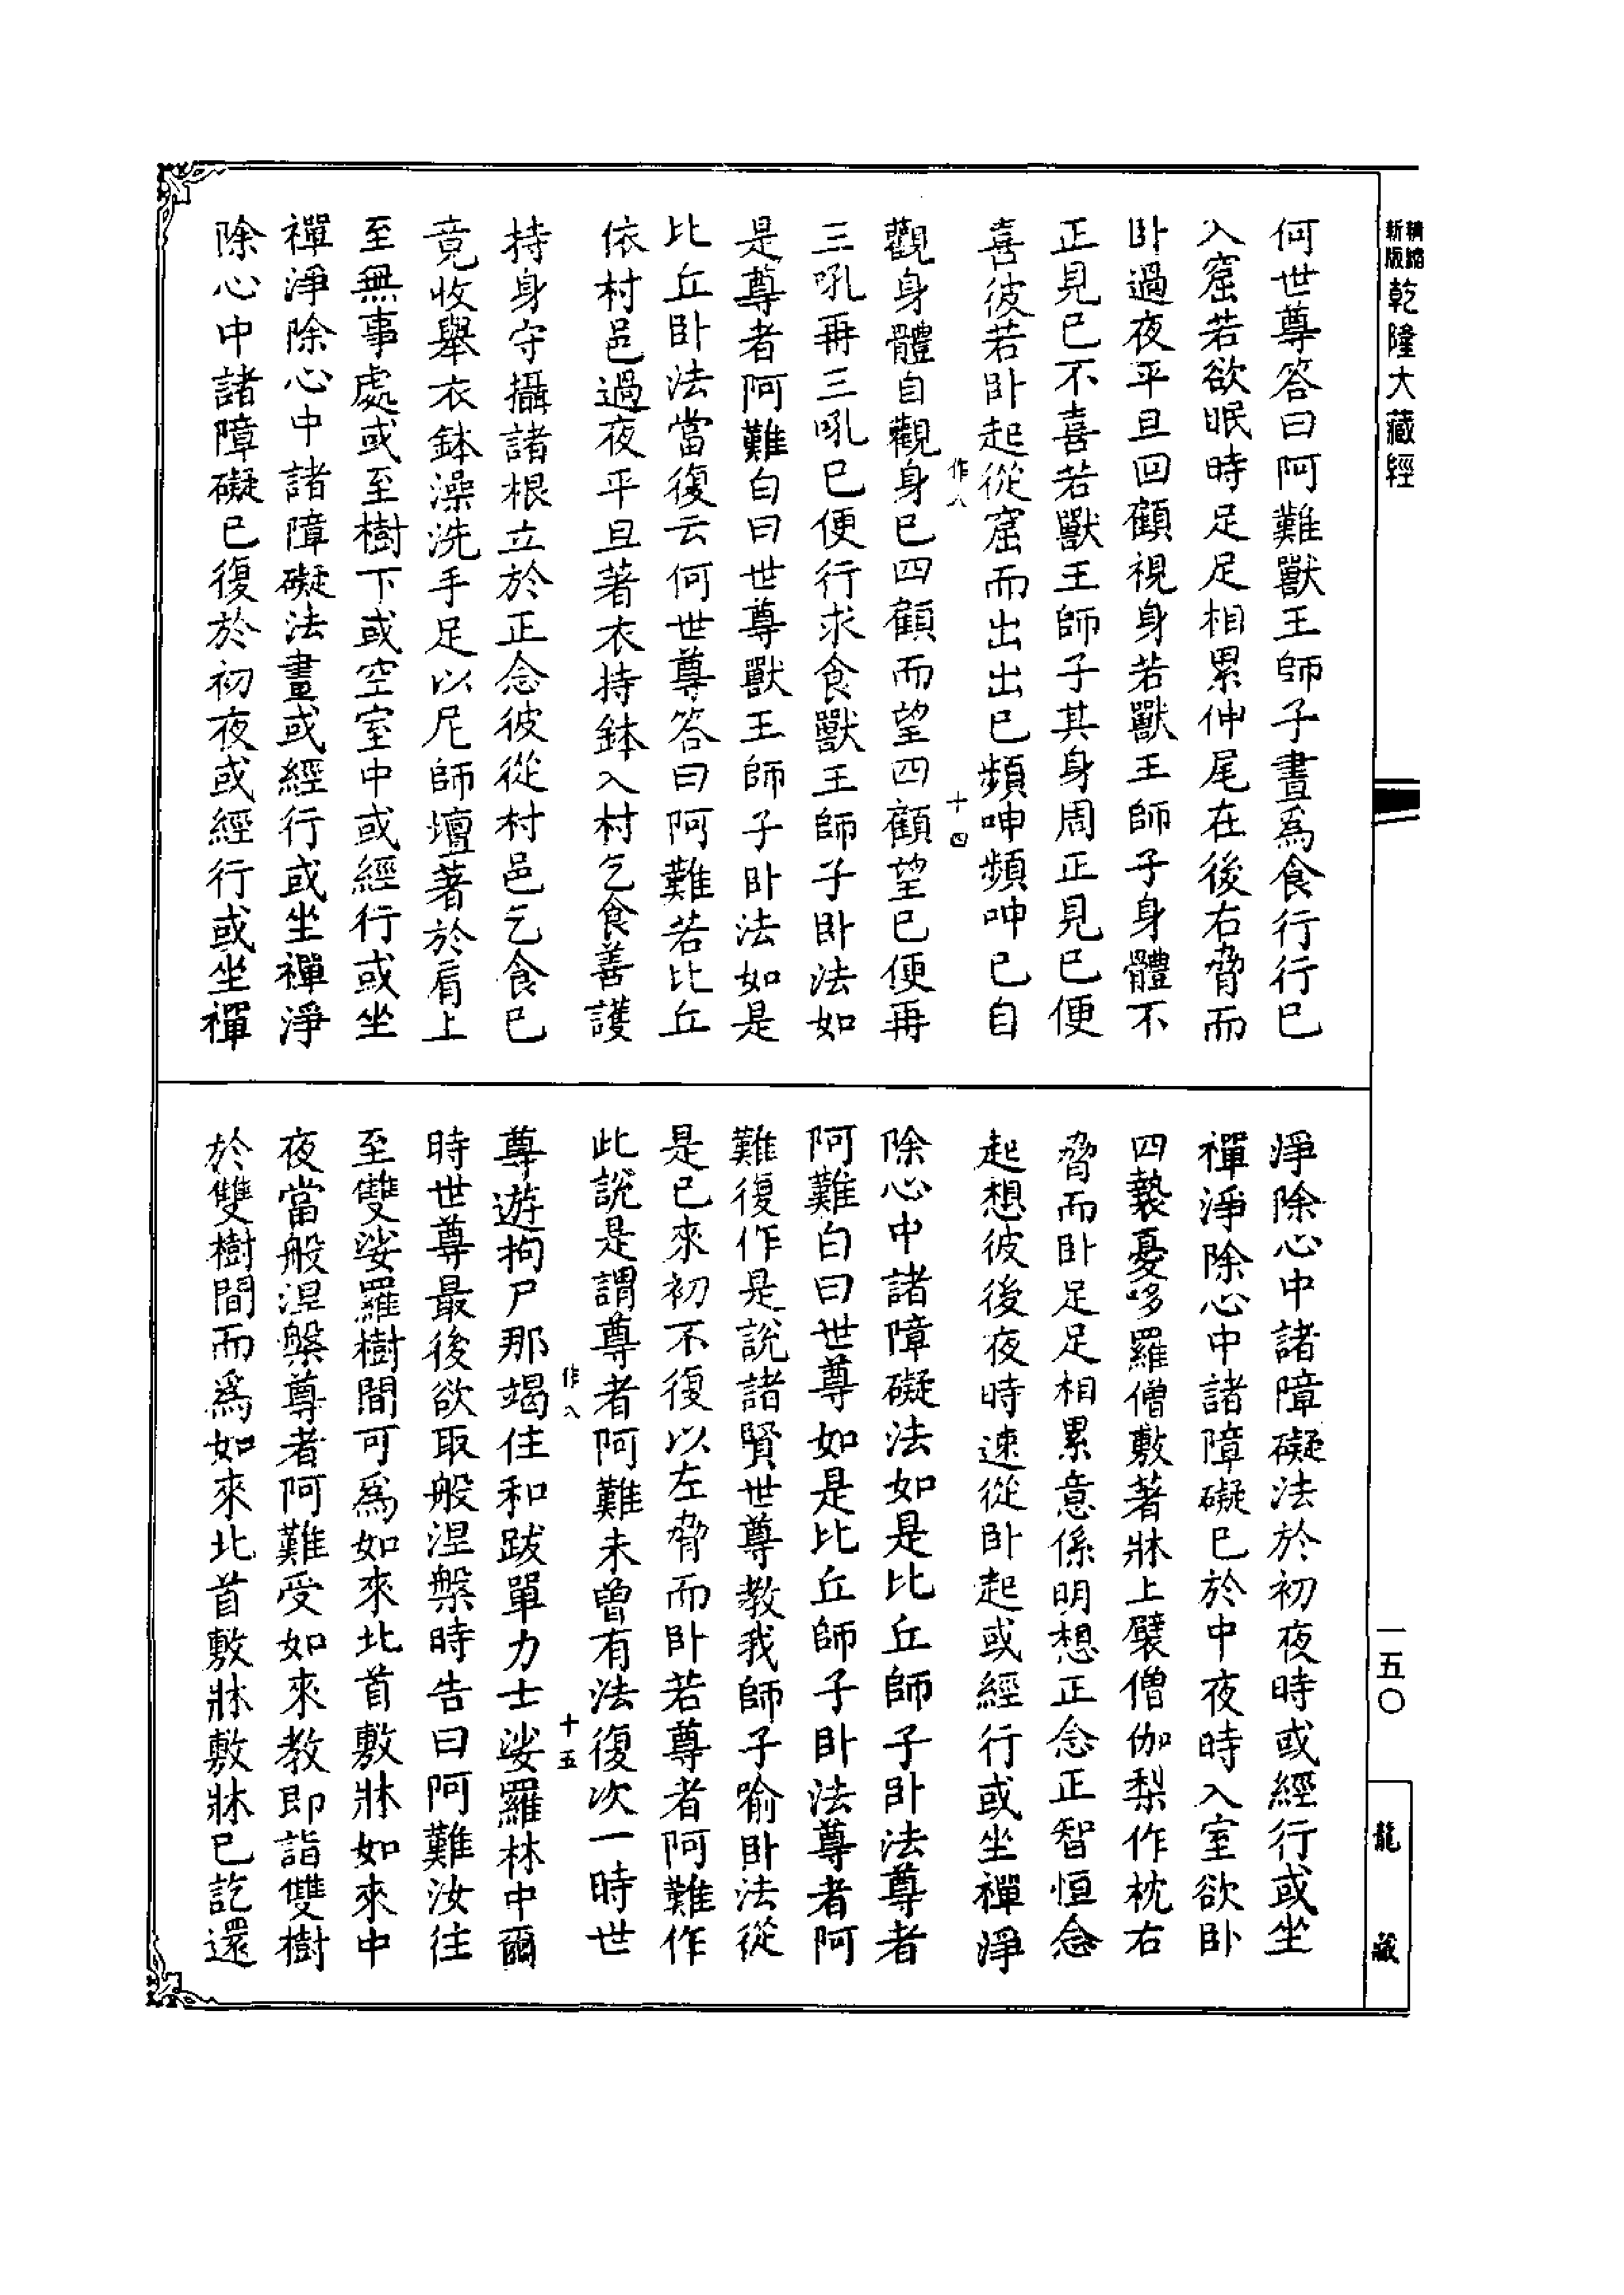 精縮
新版
乾隆大藏經
一五〇
龍藏
何世尊答曰阿難獸王師子晝爲食行行已
入窟若欲眠時足足相累伸尾在後右脅而
卧過夜平旦回顧視身若獸王師子身體不
正見已不喜若獸王師子其身周正見已便
喜彼若卧起從窟而出出已頻呻頻呻已自
作八
十四
觀身體自觀身已四顧而望四顧望已便再
三吼再三吼已便行求食獸王師子卧法如
是尊者阿難白曰世尊獸王師子卧法如是
比丘卧法當復云何世尊答曰阿難若比丘
依村邑過夜平旦著衣持鉢入村乞食善護
持身守攝諸根立於正念彼從村邑乞食已
竟收舉衣鉢澡洗手足以尼師壇著於肩上
至無事處或至樹下或空室中或經行或坐
禪淨除心中諸障礙法晝或經行或坐禪淨
除心中諸障礙已復於初夜或經行或坐禪
淨除心中諸障礙法於初夜時或經行或坐
禪淨除心中諸障礙已於中夜時入室欲卧
四褺憂哆羅僧敷著牀上襞僧伽梨作枕右
脅而卧足足相累意係明想正念正智恒念
起想彼後夜時速從卧起或經行或坐禪淨
除心中諸障礙法如是比丘師子卧法尊者
阿難白曰世尊如是比丘師子卧法尊者阿
難復作是說諸賢世尊教我師子喻卧法從
是已來初不復以左脅而卧若尊者阿難作
此說是謂尊者阿難未曾有法復次一時世
作八
十五
尊遊拘尸那竭住和跋單力士娑羅林中爾
時世尊最後欲取般涅槃時告曰阿難汝往
至雙娑羅樹間可爲如來北首敷牀如來中
夜當般涅槃尊者阿難受如來教即詣雙樹
於雙樹間而爲如來北首敷牀敷牀已訖還